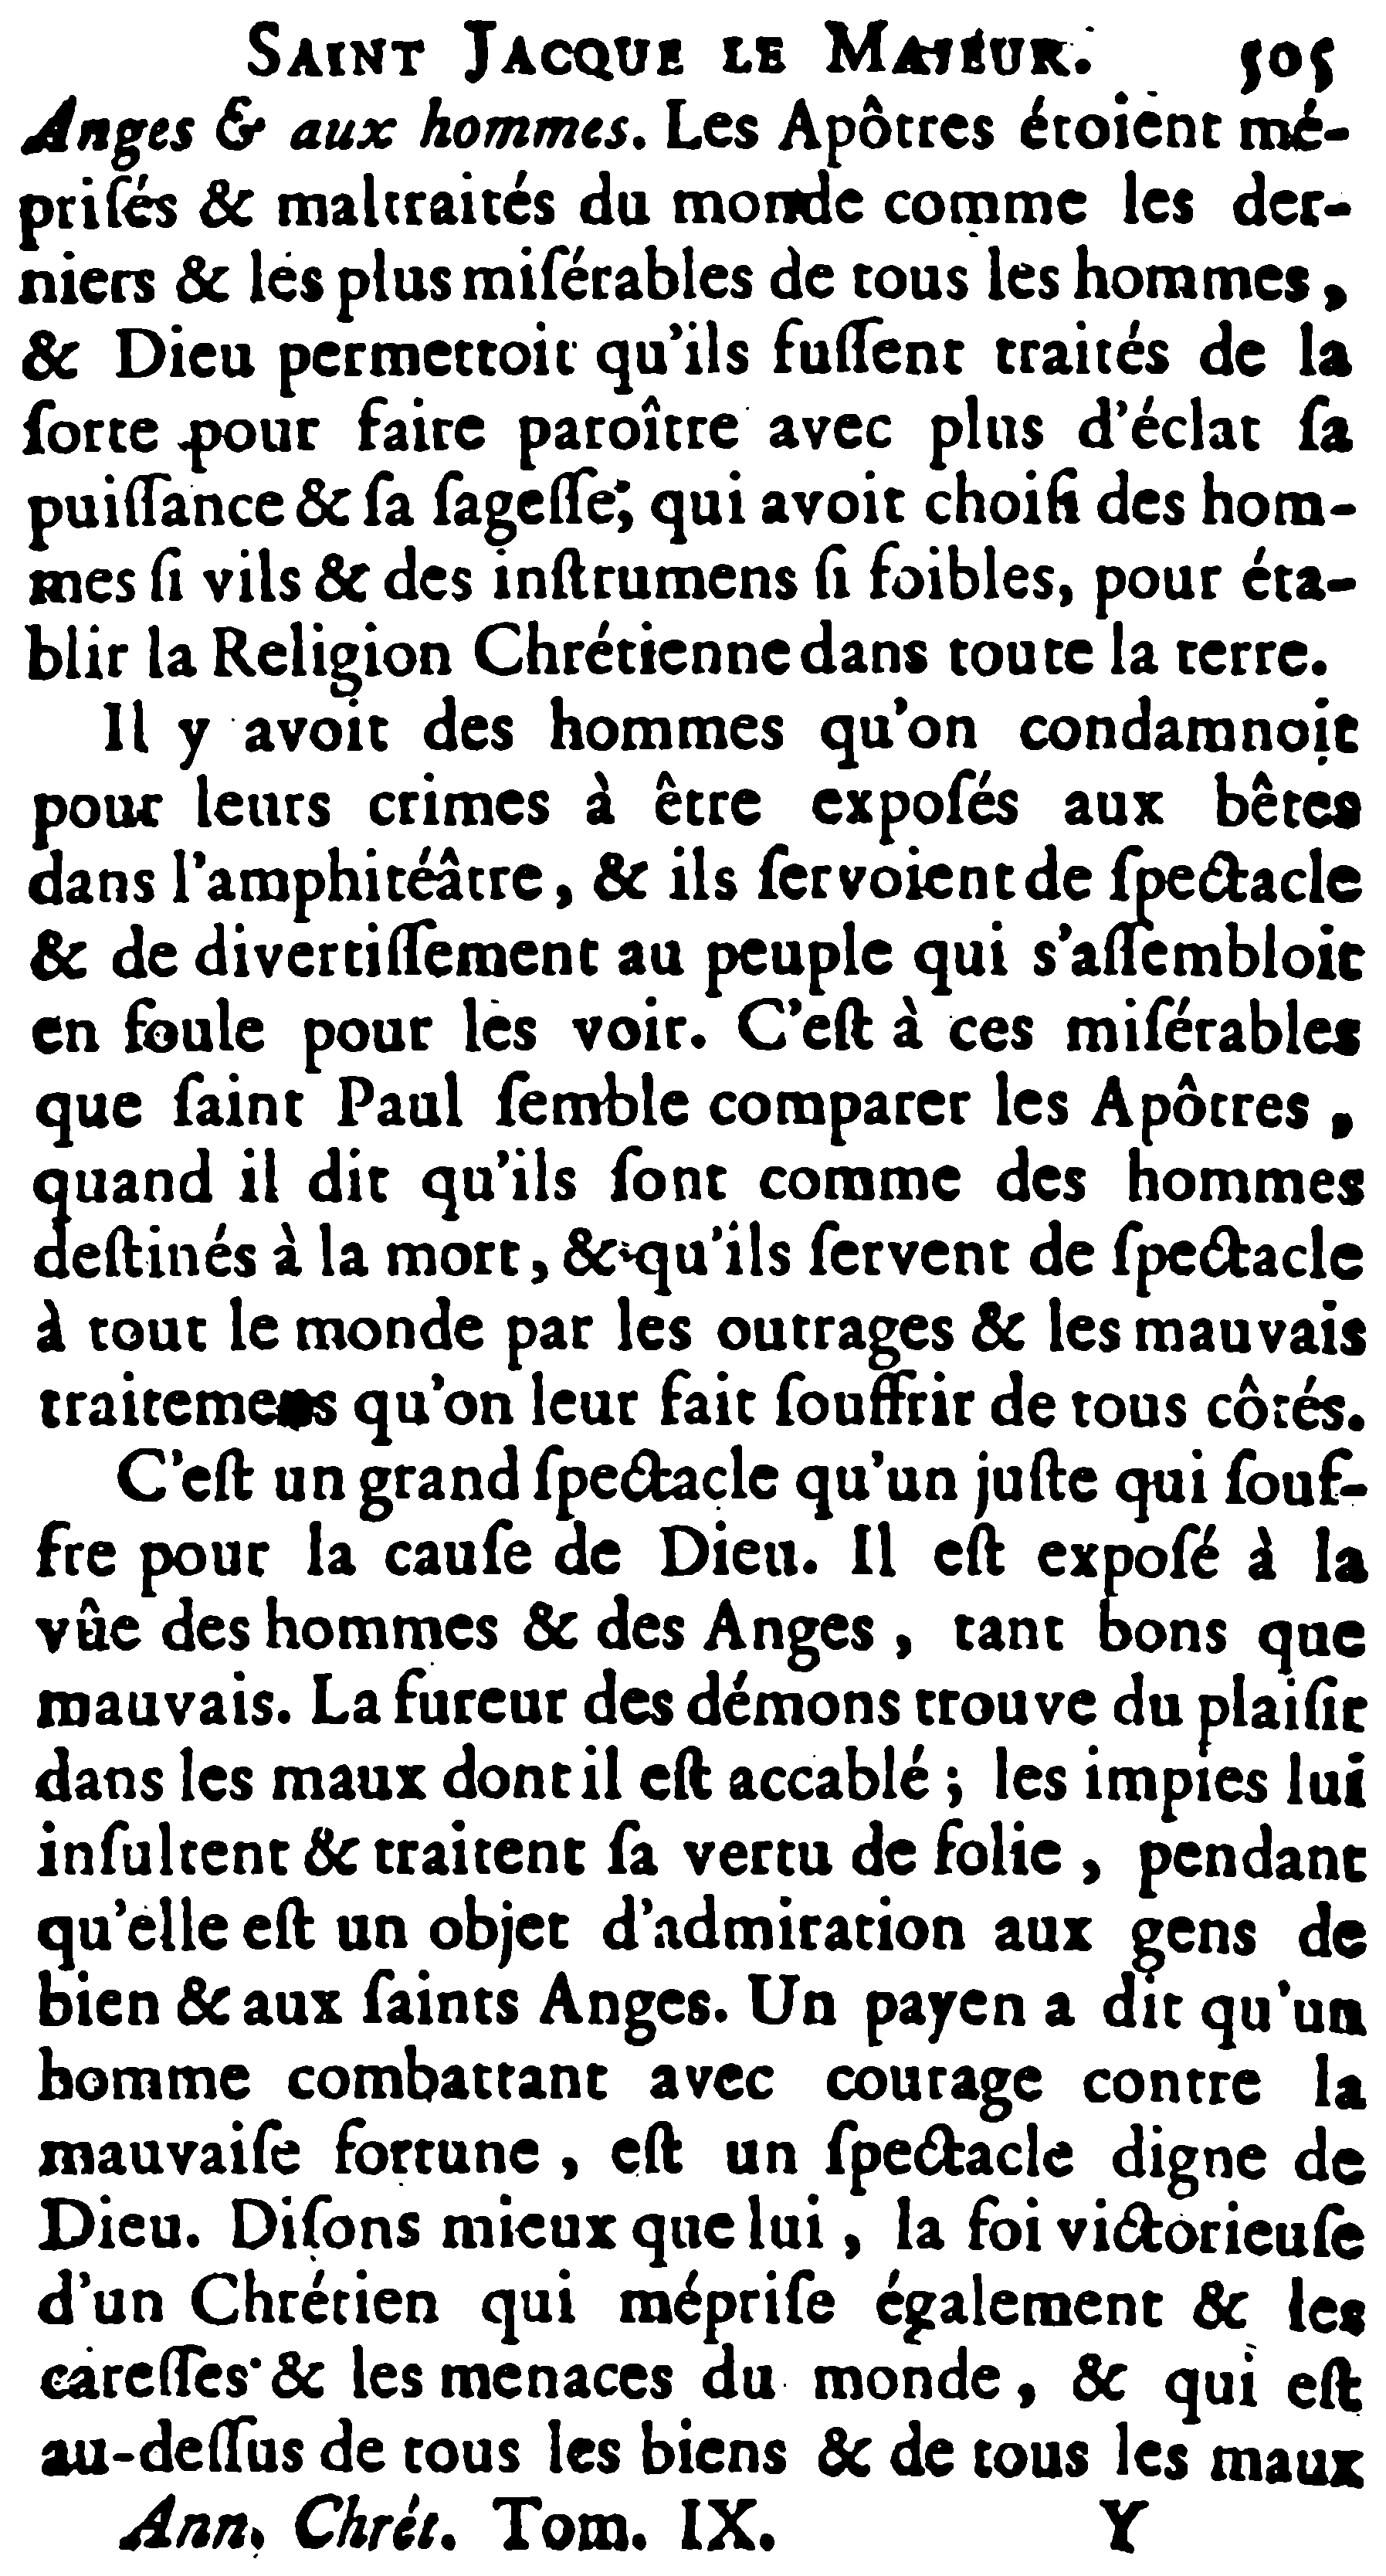 SAINT JACQUE LE MAJEUR. 505
Anges & aux hommes. Les Apôtres étoient mé-
priſés & maltraités du monde comme les der-
niers & les plus miſérables de tous les hommes,
& Dieu permettoit qu'ils fuſſent traités de la
ſorte pour faire paroître avec plus d'éclat ſa
puiſſance & ſa ſageſſe; qui avoit choiſi des hom-
mes ſi vils & des inſtrumens ſi foibles, pour éta-
blir la Religion Chrétienne dans toute la terre.
Il y avoit des hommes qu'on condamnoit
pour leurs crimes à être expoſés aux bêtes
dans l'amphitéâtre, & ils ſervoient de ſpectacle
& de divertiſſement au peuple qui s'aſſembloit
en foule pour les voir. C'eſt à ces miſérables
que ſaint Paul ſemble comparer les Apôtres,
quand il dit qu'ils ſont comme des hommes
deſtinés à la mort, & qu'ils ſervent de ſpectacle
à tout le monde par les outrages & les mauvais
traitemens qu'on leur fait ſouffrir de tous côtés.
C'eſt un grand ſpectacle qu'un juſte qui ſouf-
fre pour la cauſe de Dieu. Il eſt expoſé à la
vûe des hommes & des Anges, tant bons que
mauvais. La fureur des démons trouve du plaiſir
dans les maux dont il eſt accablé; les impies lui
inſultent & traitent ſa vertu de folie, pendant
qu'elle eſt un objet d'admiration aux gens de
bien & aux ſaints Anges. Un payen a dit qu'un
homme combattant avec courage contre la
mauvaiſe fortune, eſt un ſpectacle digne de
Dieu. Diſons mieux que lui, la foi victorieuſe
d'un Chrétien qui mépriſe également & les
careſſes & les menaces du monde, & qui eſt
au-deſſus de tous les biens & de tous les maux
Ann. Chrét. Tom. IX. Y